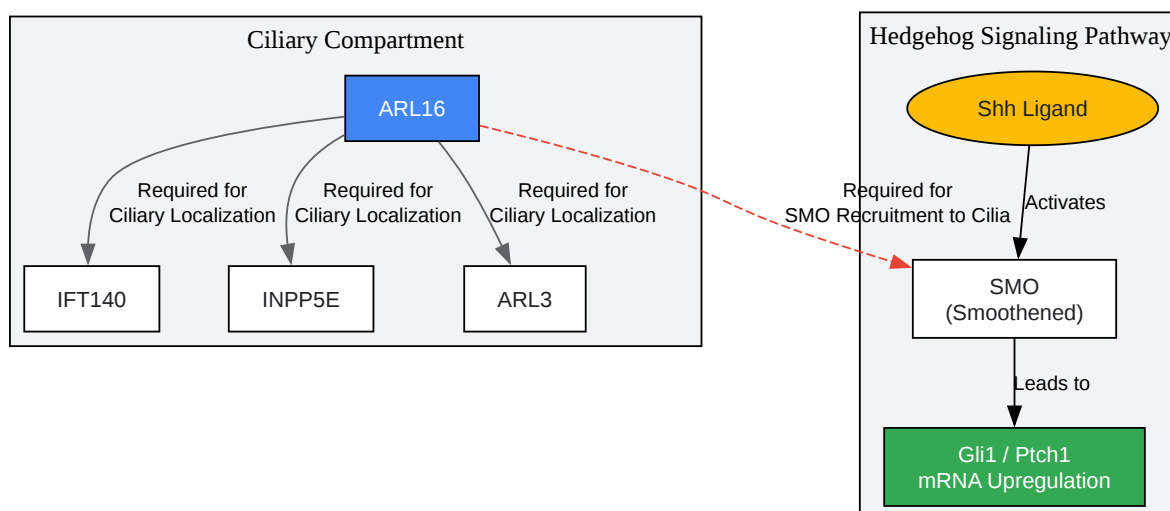 Ciliary Compartment
ARL16
Required for
Ciliary Localization
Required for
Ciliary Localization
Required for
Ciliary Localization
IFT140
INPP5E
ARL3
Required for
SMO Recruitment to Cilia
Hedgehog Signaling Pathway
Shh Ligand
Activates
SMO
(Smoothened)
Leads to
Gli1 / Ptch1
mRNA Upregulation